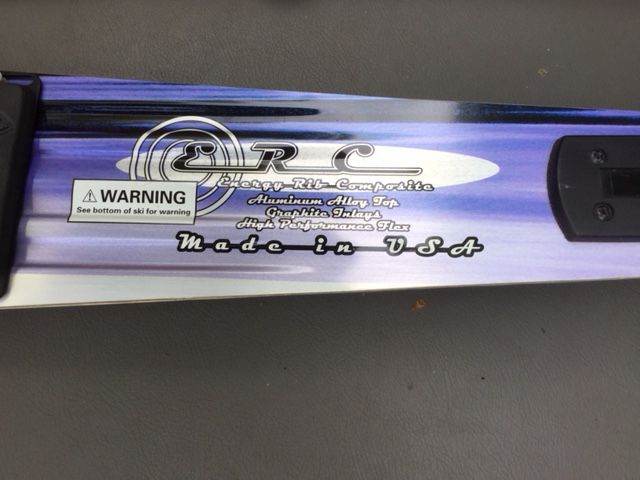 ERC
Energy-Rib-Composite
Aluminum Alloy Top
Graphite Inlays
High Performance Flex
Made in USA
⚠ WARNING
See bottom of ski for warning